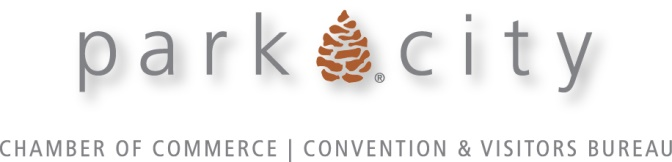 park ® city
CHAMBER OF COMMERCE | CONVENTION & VISITORS BUREAU